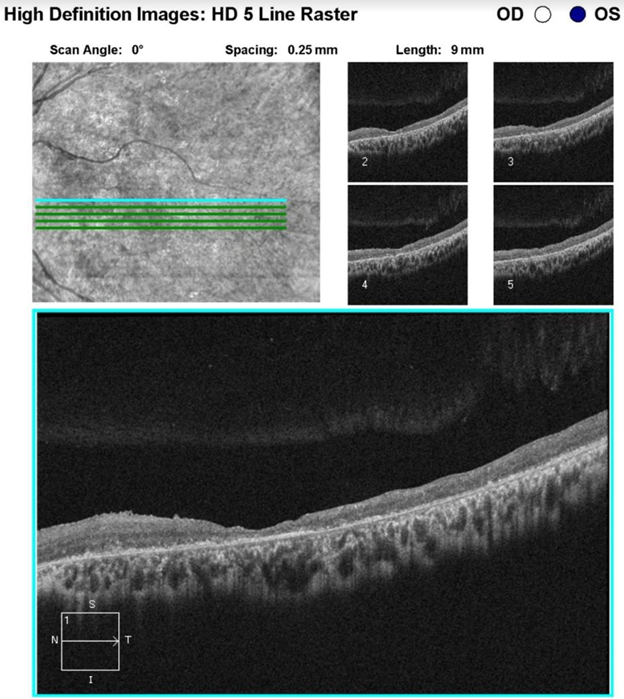 High Definition Images: HD 5 Line Raster OD OS
Scan Angle: 0° Spacing: 0.25 mm Length: 9 mm
2 3
4 5
S
1
N T
I